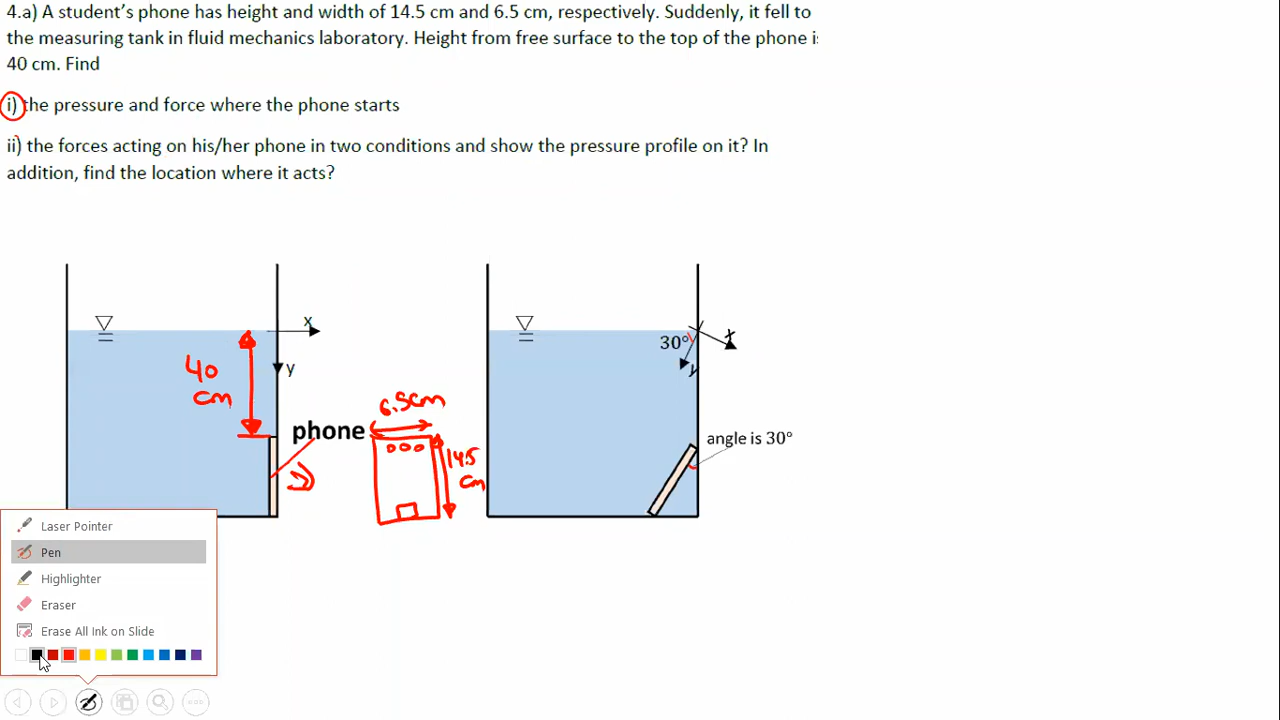 4.a) A student's phone has height and width of 14.5 cm and 6.5 cm, respectively. Suddenly, it fell to
the measuring tank in fluid mechanics laboratory. Height from free surface to the top of the phone is
40 cm. Find
i) the pressure and force where the phone starts
ii) the forces acting on his/her phone in two conditions and show the pressure profile on it? In
addition, find the location where it acts?
x
y
40
cm
phone
6.5cm
14.5
cm
30°
x
y
angle is 30°
Laser Pointer
Pen
Highlighter
Eraser
Erase All Ink on Slide